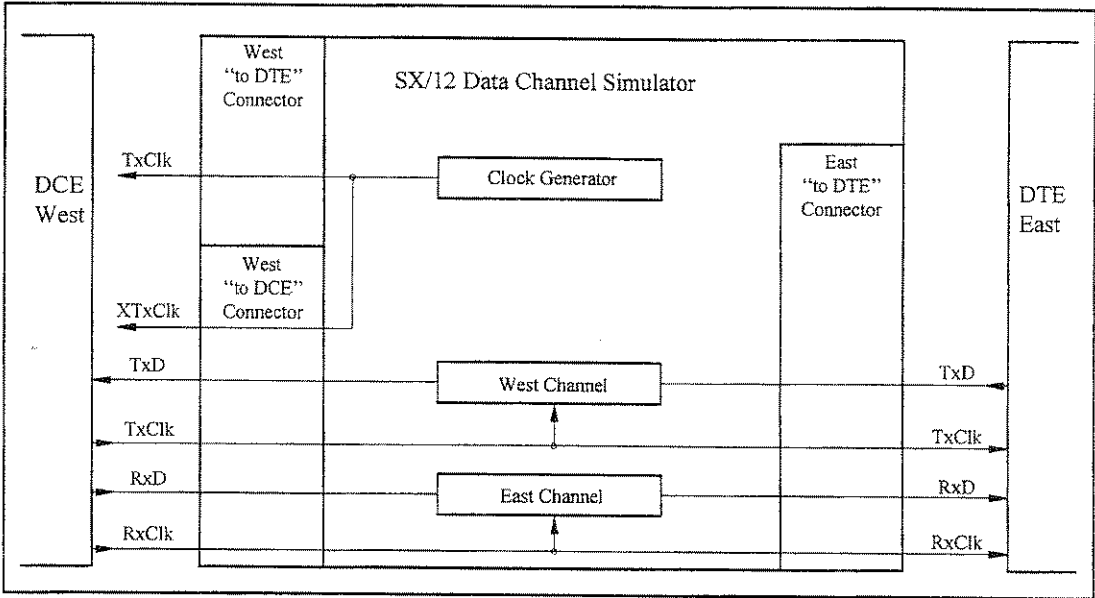 West
“to DTE”
Connector
SX/12 Data Channel Simulator
TxClk
Clock Generator
East
“to DTE”
Connector
DCE
West
DTE
East
West
“to DCE”
Connector
XTxClk
TxD
West Channel
TxD
TxClk
TxClk
RxD
East Channel
RxD
RxClk
RxClk